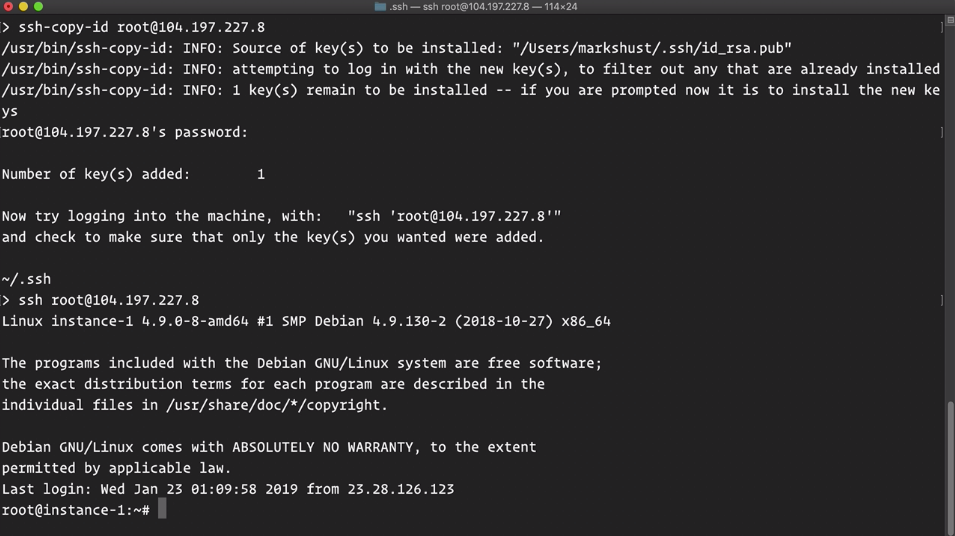 .ssh — ssh root@104.197.227.8 — 114×24
[> ssh-copy-id root@104.197.227.8 ]
/usr/bin/ssh-copy-id: INFO: Source of key(s) to be installed: "/Users/markshust/.ssh/id_rsa.pub"
/usr/bin/ssh-copy-id: INFO: attempting to log in with the new key(s), to filter out any that are already installed
/usr/bin/ssh-copy-id: INFO: 1 key(s) remain to be installed -- if you are prompted now it is to install the new ke
ys
[root@104.197.227.8's password: ]
Number of key(s) added:        1
Now try logging into the machine, with:   "ssh 'root@104.197.227.8'"
and check to make sure that only the key(s) you wanted were added.
~/.ssh
[> ssh root@104.197.227.8 ]
Linux instance-1 4.9.0-8-amd64 #1 SMP Debian 4.9.130-2 (2018-10-27) x86_64
The programs included with the Debian GNU/Linux system are free software;
the exact distribution terms for each program are described in the
individual files in /usr/share/doc/*/copyright.
Debian GNU/Linux comes with ABSOLUTELY NO WARRANTY, to the extent
permitted by applicable law.
Last login: Wed Jan 23 01:09:58 2019 from 23.28.126.123
root@instance-1:~#